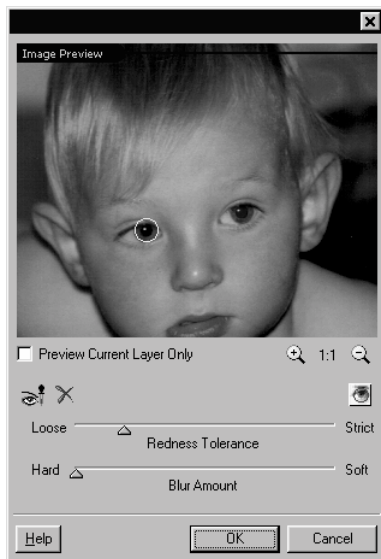 Image Preview
Preview Current Layer Only 1:1
Loose Strict
Redness Tolerance
Hard Soft
Blur Amount
Help OK Cancel